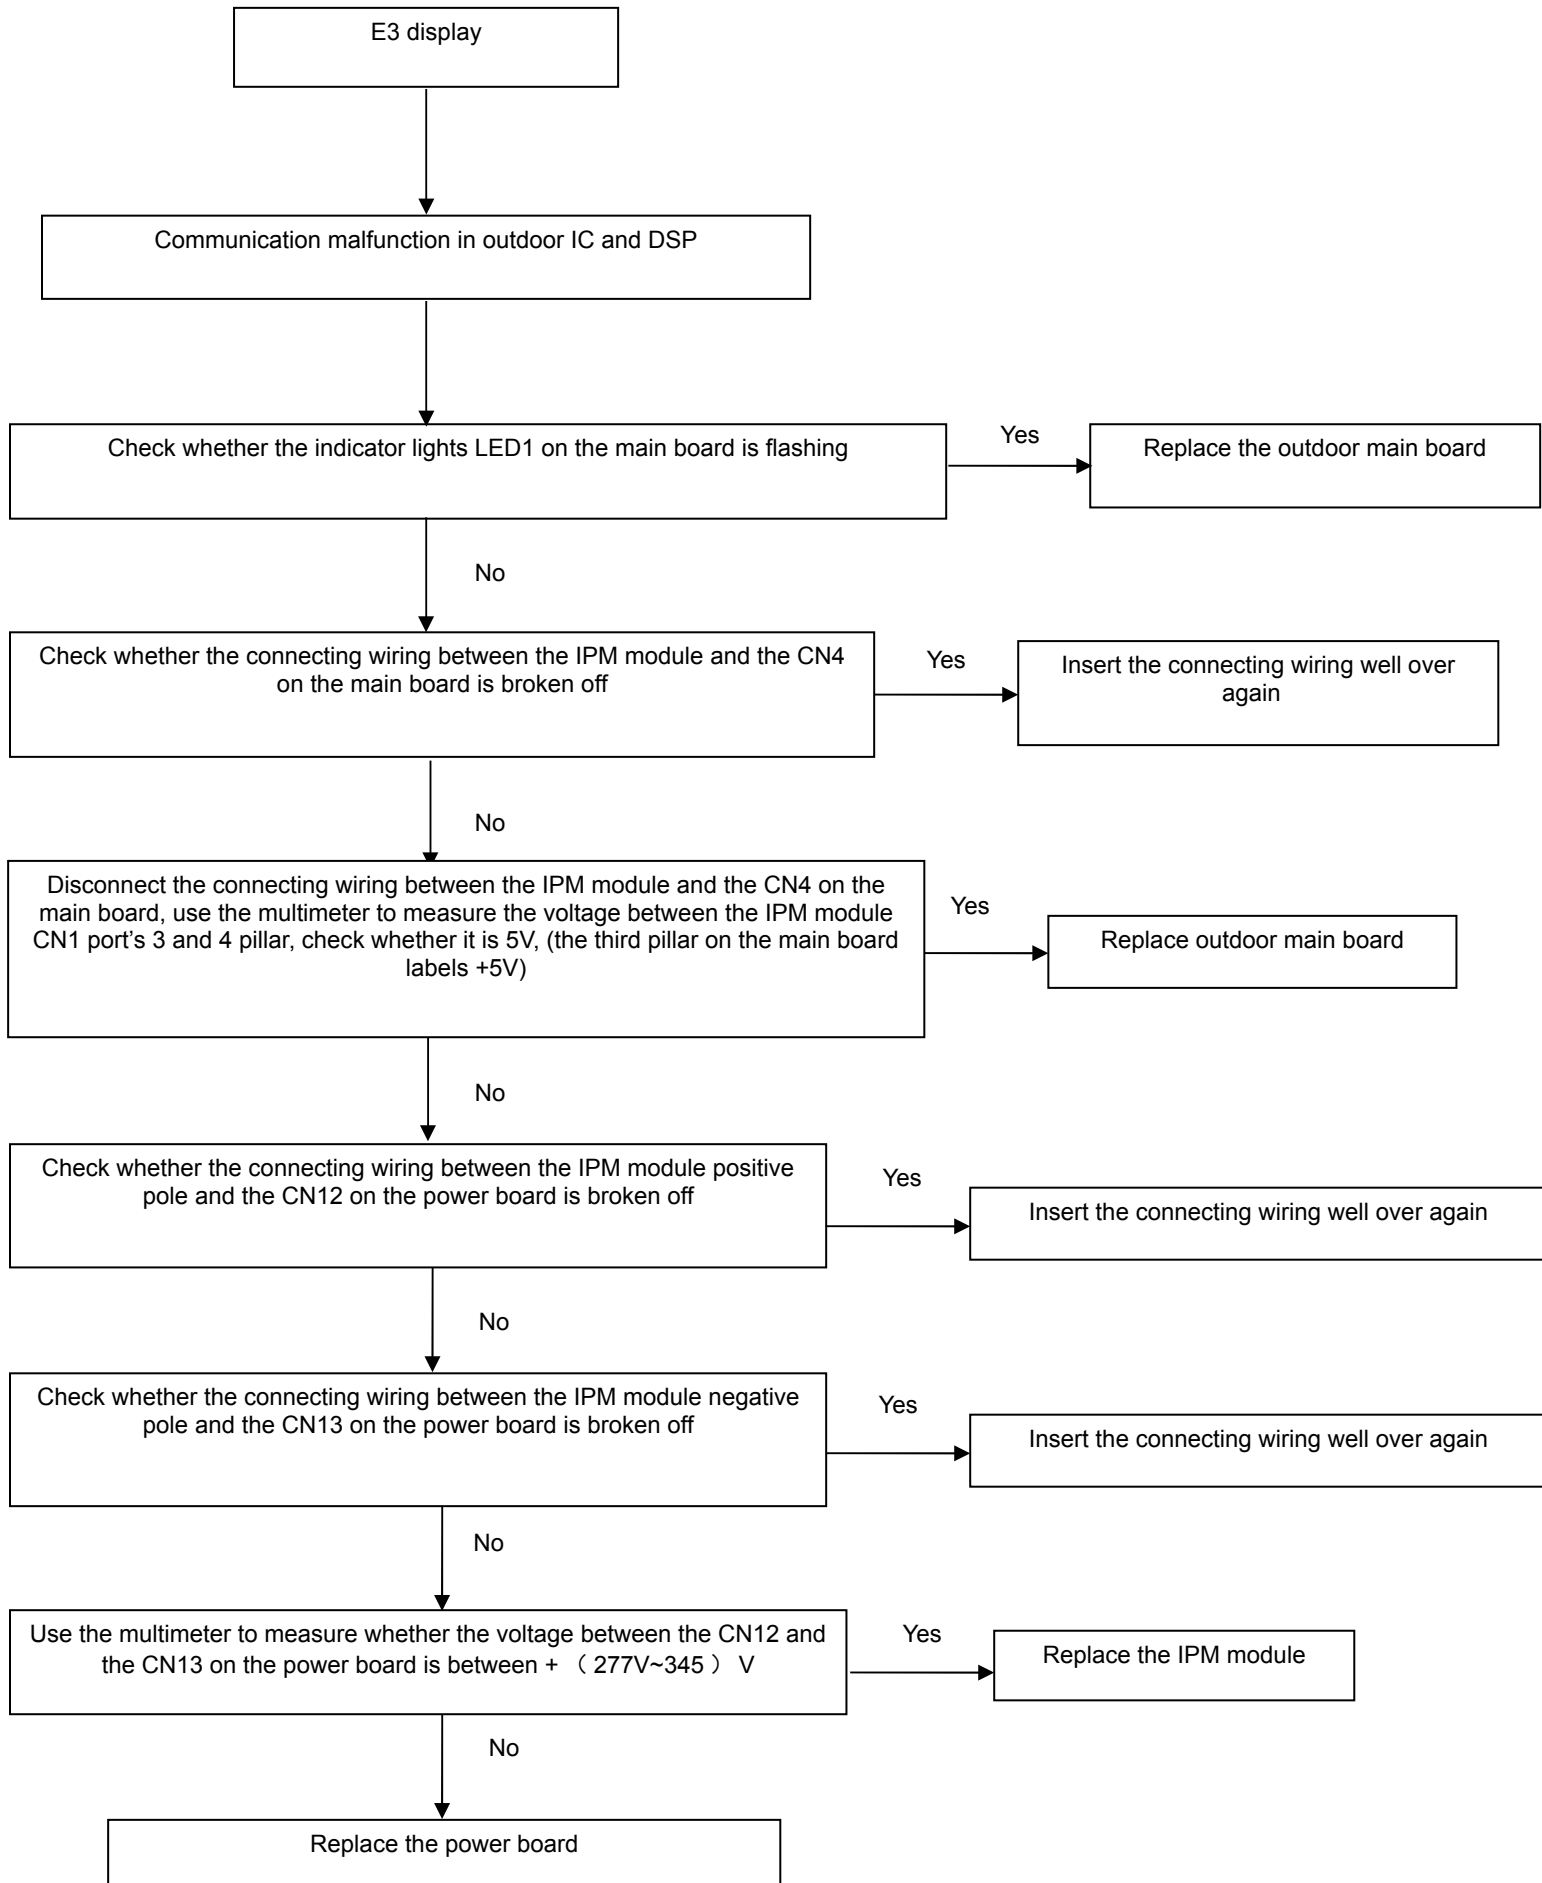 E3 display
Communication malfunction in outdoor IC and DSP
Check whether the indicator lights LED1 on the main board is flashing
Yes
Replace the outdoor main board
No
Check whether the connecting wiring between the IPM module and the CN4
on the main board is broken off
Yes
Insert the connecting wiring well over
again
No
Disconnect the connecting wiring between the IPM module and the CN4 on the
main board, use the multimeter to measure the voltage between the IPM module
CN1 port’s 3 and 4 pillar, check whether it is 5V, (the third pillar on the main board
labels +5V)
Yes
Replace outdoor main board
No
Check whether the connecting wiring between the IPM module positive
pole and the CN12 on the power board is broken off
Yes
Insert the connecting wiring well over again
No
Check whether the connecting wiring between the IPM module negative
pole and the CN13 on the power board is broken off
Yes
Insert the connecting wiring well over again
No
Use the multimeter to measure whether the voltage between the CN12 and
the CN13 on the power board is between + （ 277V~345 ） V
Yes
Replace the IPM module
No
Replace the power board